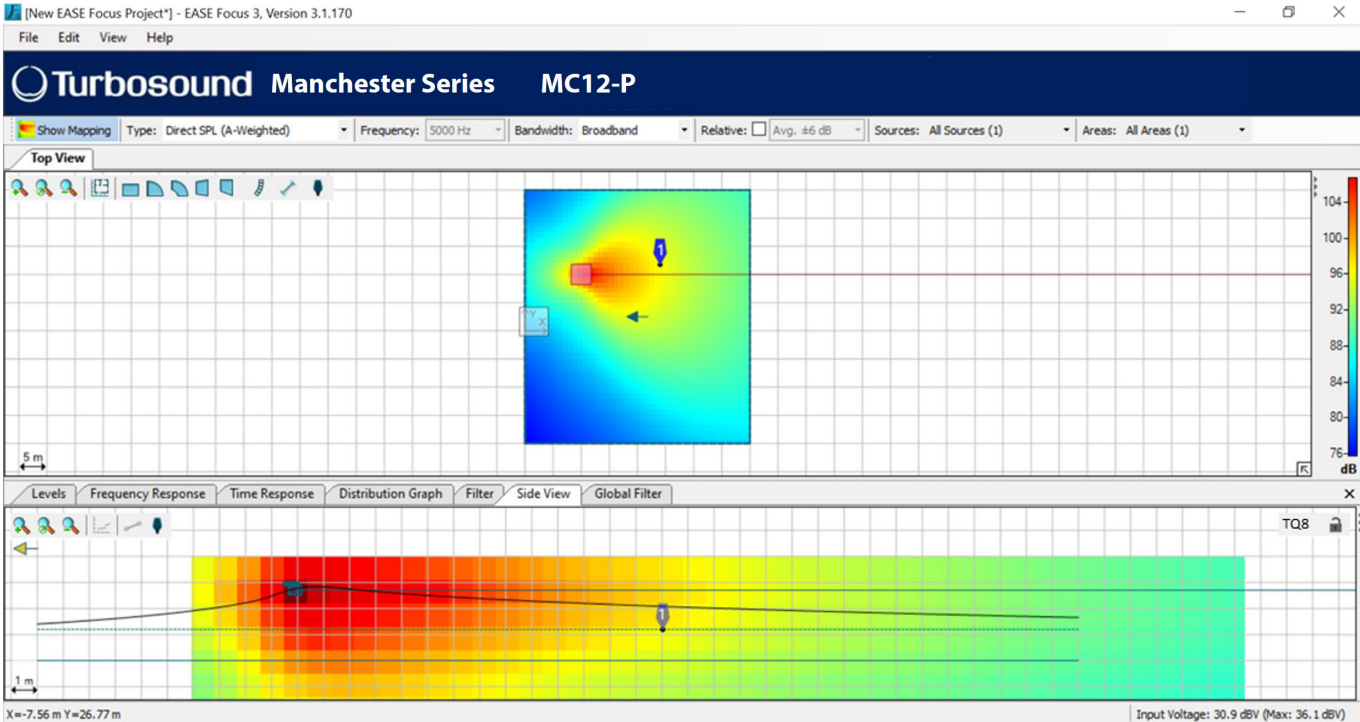 [New EASE Focus Project*] - EASE Focus 3, Version 3.1.170
File Edit View Help
Turbosound Manchester Series MC12-P
Show Mapping Type: Direct SPL (A-Weighted) Frequency: 5000 Hz Bandwidth: Broadband Relative: Avg. ±6 dB Sources: All Sources (1) Areas: All Areas (1)
Top View
1
Y
X
104
100
96
92
88
84
80
76
dB
5 m
Levels Frequency Response Time Response Distribution Graph Filter Side View Global Filter
TQ8
1
1 m
X=-7.56 m Y=26.77 m Input Voltage: 30.9 dBV (Max: 36.1 dBV)